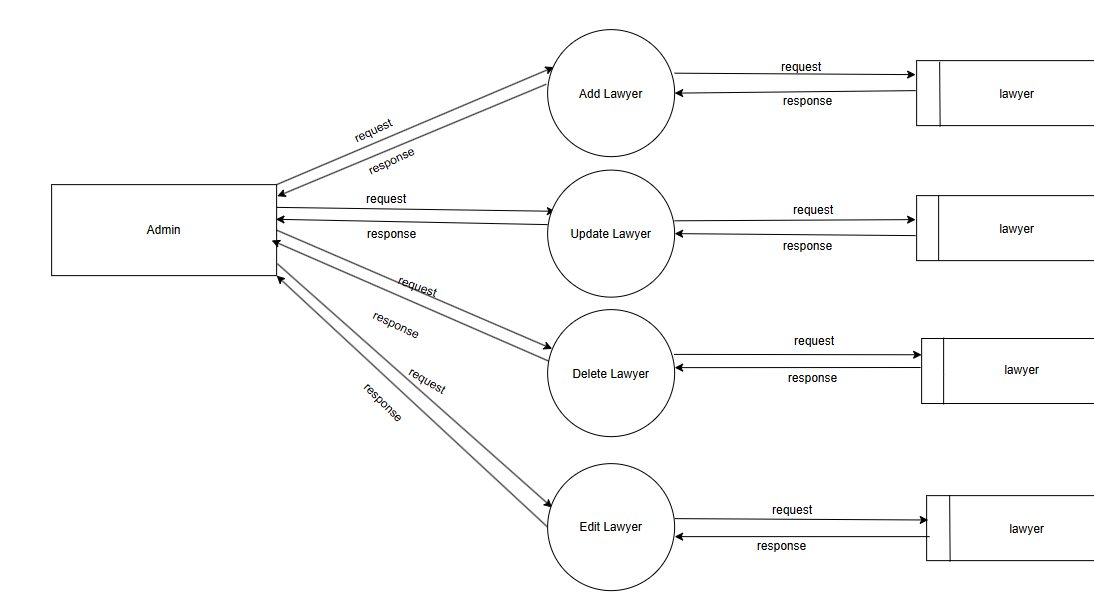 request
Add Lawyer
lawyer
response
request
response
request
Admin
response
Update Lawyer
request
lawyer
response
request
response
Delete Lawyer
request
lawyer
response
request
response
Edit Lawyer
request
lawyer
response